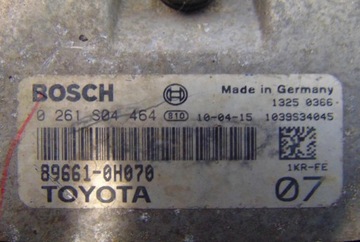 BOSCH
Made in Germany
1325 0366
0 261 S04 464 810 10-04-15 1039S34045
89661-0H070
1KR-FE
TOYOTA
07